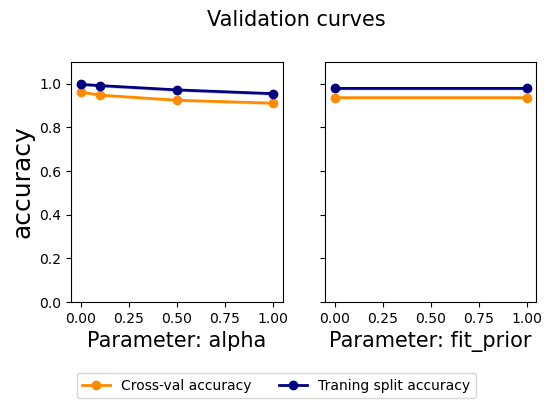 Validation curves
accuracy
1.0
0.8
0.6
0.4
0.2
0.0
0.00 0.25 0.50 0.75 1.00
Parameter: alpha
0.00 0.25 0.50 0.75 1.00
Parameter: fit_prior
Cross-val accuracy
Traning split accuracy